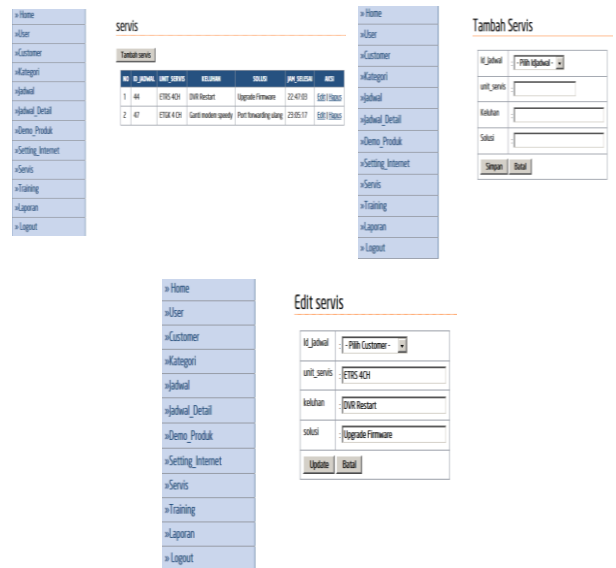 » Home
»User
»Customer
»Kategori
»Jadwal
»Jadwal_Detail
»Demo_Produk
»Setting_Internet
»Servis
»Training
»Laporan
» Logout
servis
Tambah servis
NO ID_JADWAL UNIT_SERVIS KELUHAN SOLUSI JAM_SELESAI AKSI
1 44 ETRS 4CH DVR Restart Upgrade Firmware 22:47:03 Edit | Hapus
2 47 ETGK 4 CH Ganti modem speedy Port forwarding ulang 23:05:17 Edit | Hapus
» Home
»User
»Customer
»Kategori
»Jadwal
»Jadwal_Detail
»Demo_Produk
»Setting_Internet
»Servis
»Training
»Laporan
» Logout
Tambah Servis
Id_Jadwal : - Pilih IdJadwal -
unit_servis :
Keluhan :
Solusi :
Simpan Batal
» Home
»User
»Customer
»Kategori
»Jadwal
»Jadwal_Detail
»Demo_Produk
»Setting_Internet
»Servis
»Training
»Laporan
» Logout
Edit servis
Id_Jadwal : - Pilih Customer -
unit_servis : ETRS 4CH
keluhan : DVR Restart
solusi : Upgrade Firmware
Update Batal